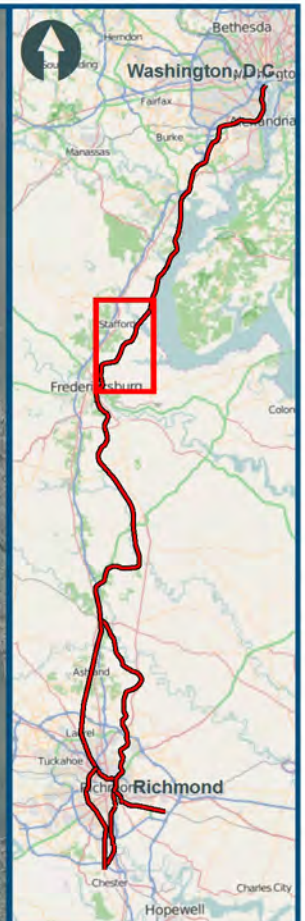 Bethesda
Herndon
Washington, D.C.
Fairfax
Alexandria
Burke
Manassas
Stafford
Fredericksburg
Colon
Ashland
Laurel
Tuckahoe
Richmond
Richmond
Chester
Charles City
Hopewell